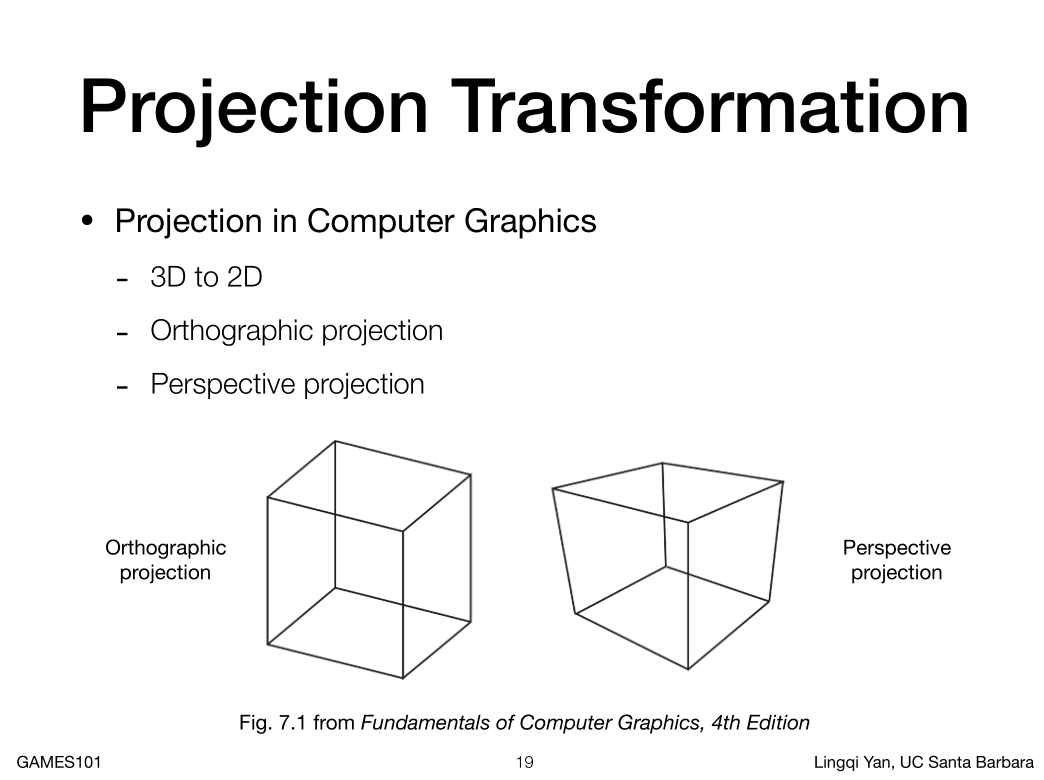 Projection Transformation
• Projection in Computer Graphics
- 3D to 2D
- Orthographic projection
- Perspective projection
Orthographic
projection
Perspective
projection
Fig. 7.1 from Fundamentals of Computer Graphics, 4th Edition
GAMES101
19
Lingqi Yan, UC Santa Barbara